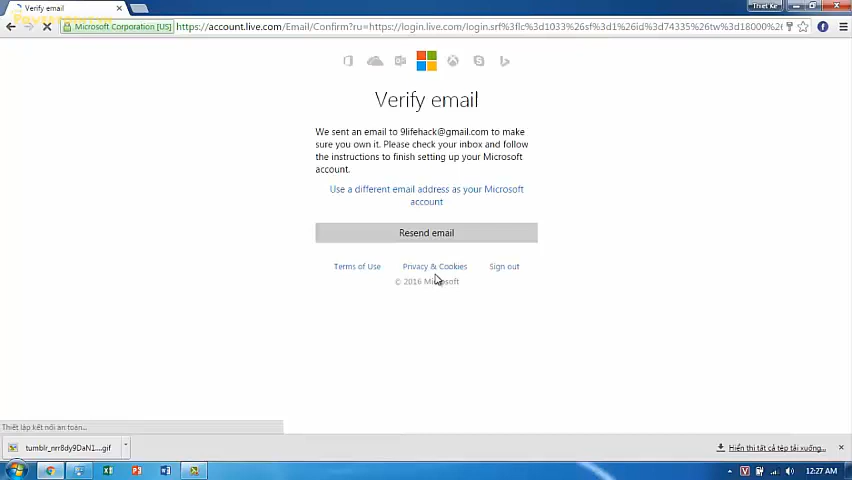 Verify email
Thiết Kế
Microsoft Corporation [US]
https://account.live.com/Email/Confirm?ru=https://login.live.com/login.srf%3flc%3d1033%26sf%3d1%26id%3d74335%26tw%3d18000%2
Verify email
We sent an email to 9lifehack@gmail.com to make
sure you own it. Please check your inbox and follow
the instructions to finish setting up your Microsoft
account.
Use a different email address as your Microsoft
account
Resend email
Terms of Use
Privacy & Cookies
Sign out
© 2016 Microsoft
Thiết lập kết nối an toàn...
tumblr_nrr8dy9DaN1....gif
Hiển thị tất cả tệp tải xuống...
12:27 AM